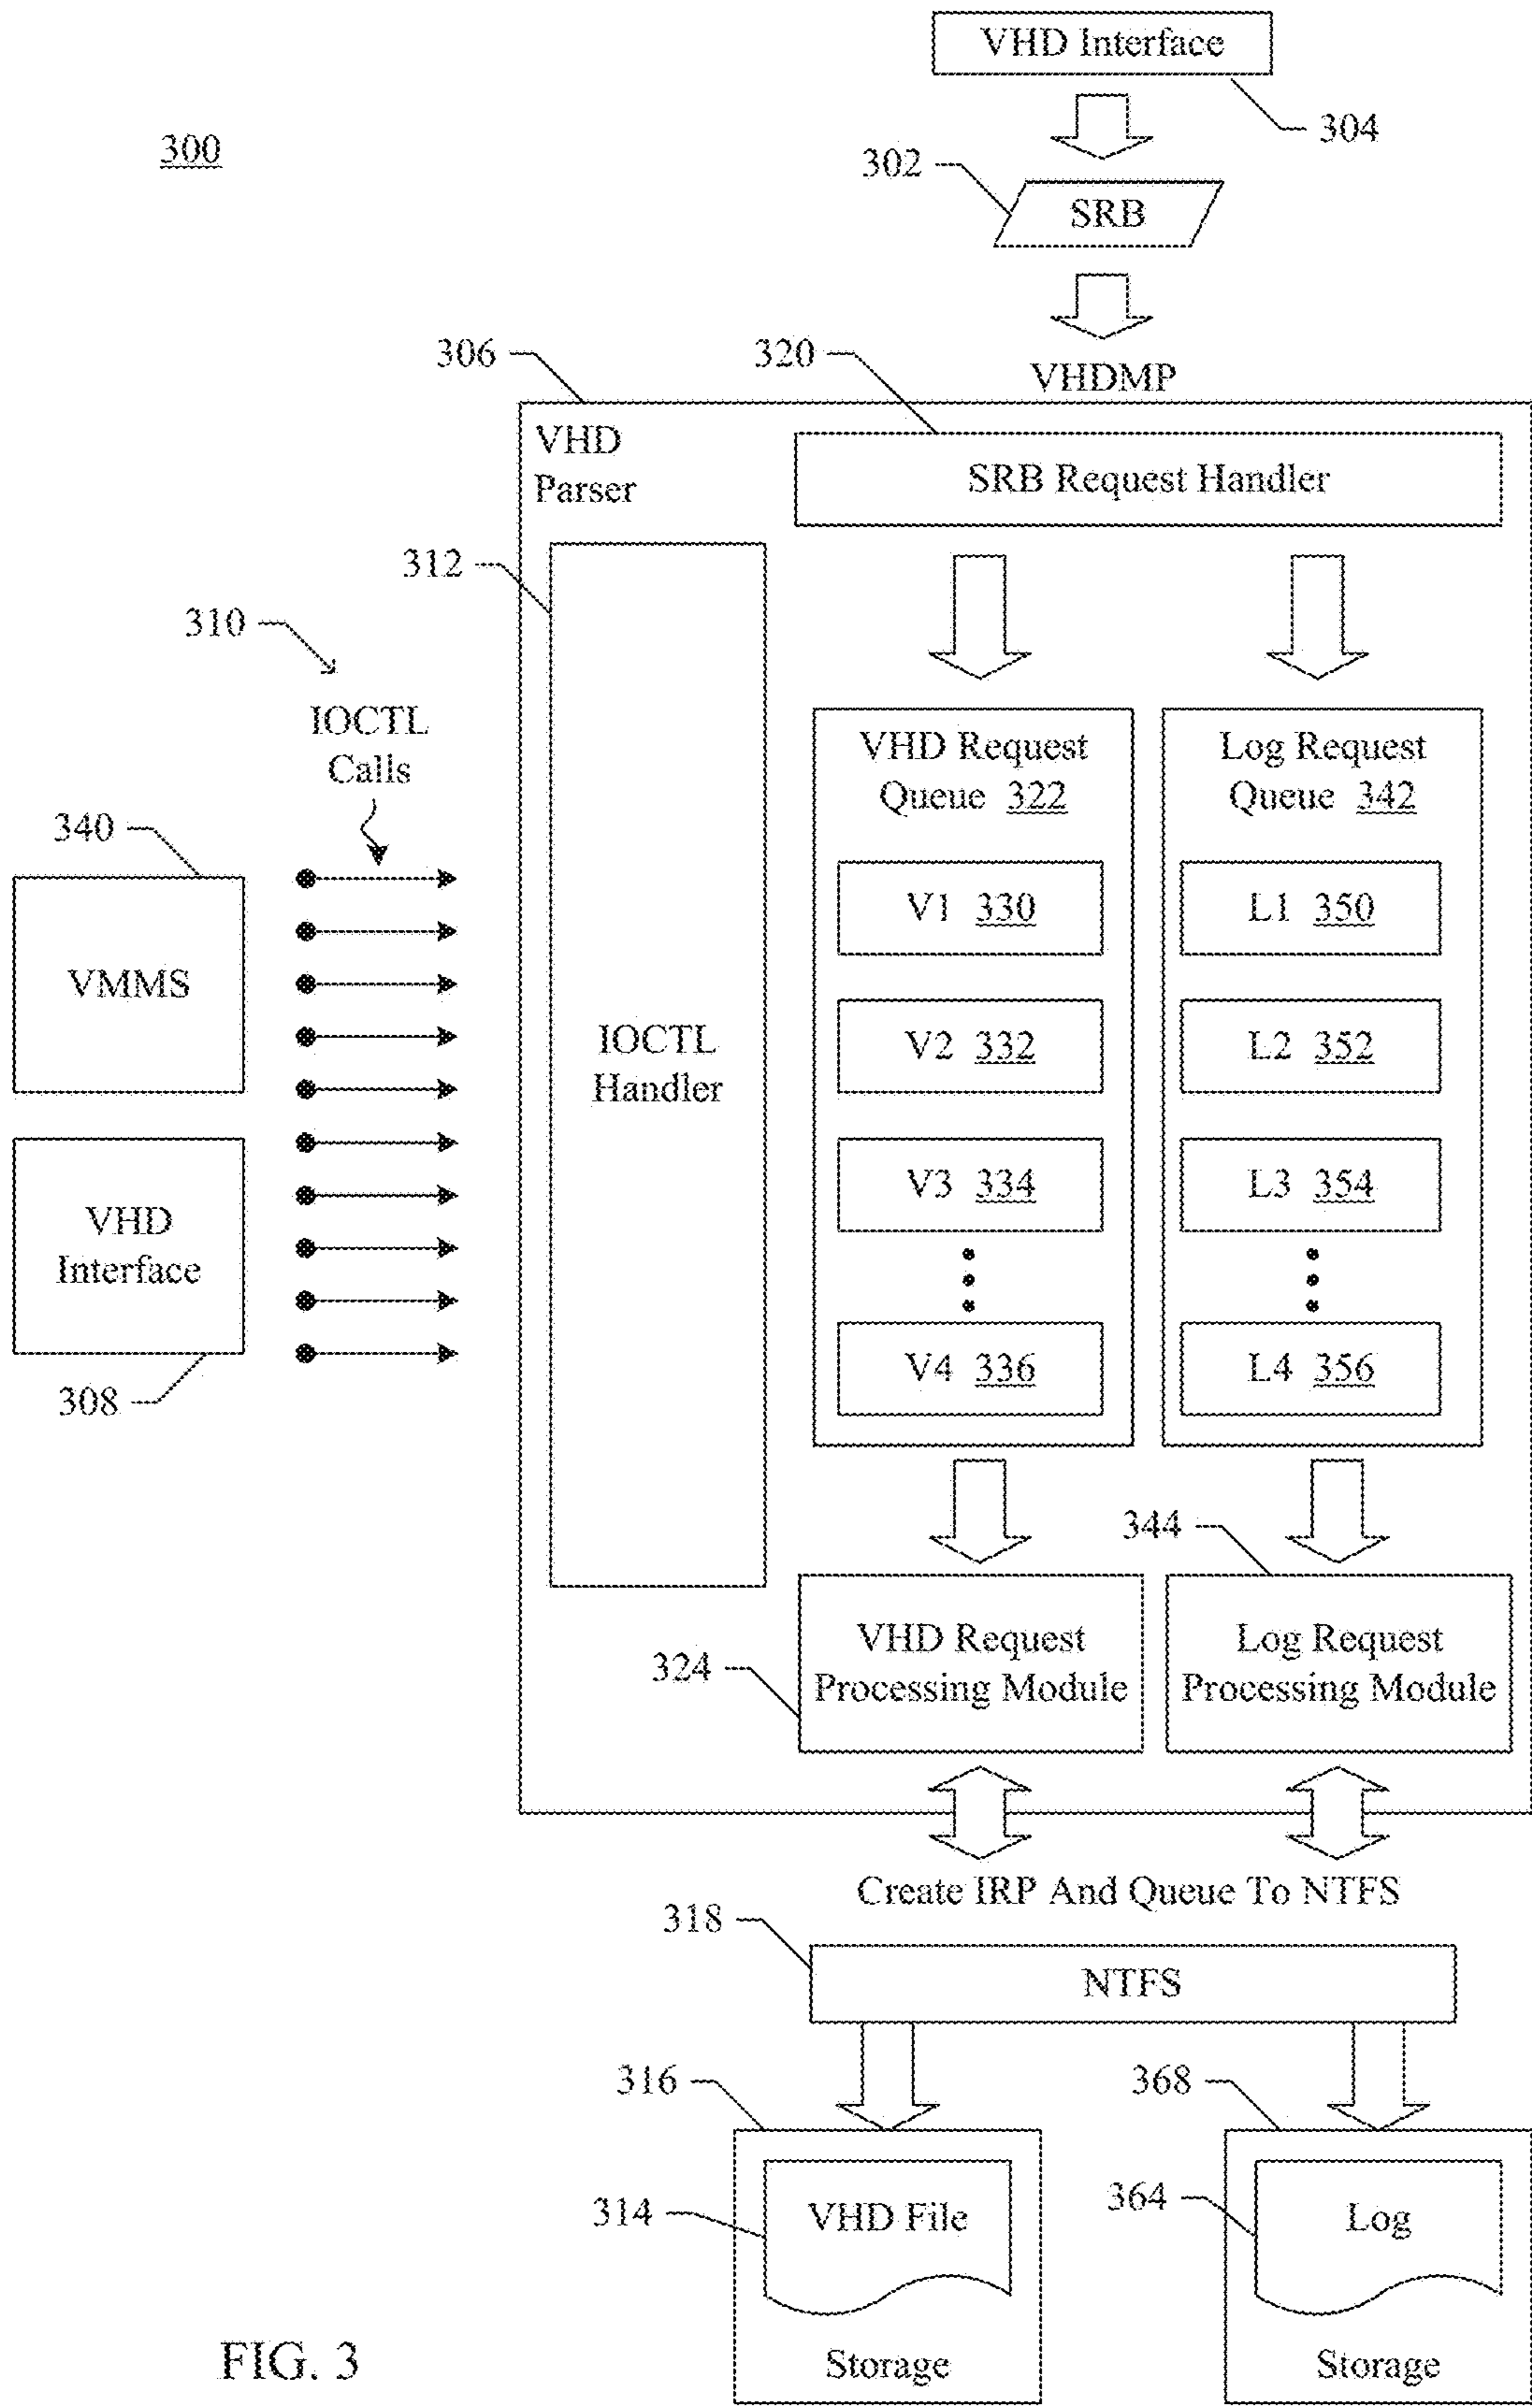 VHD Interface
304
300
302
SRB
306
320
VHDMP
VHD
Parser
SRB Request Handler
312
310
IOCTL
Calls
VHD Request
Queue 322
Log Request
Queue 342
340
VMMS
V1 330
L1 350
IOCTL
Handler
V2 332
L2 352
V3 334
L3 354
VHD
Interface
308
V4 336
L4 356
344
324
VHD Request
Processing Module
Log Request
Processing Module
Create IRP And Queue To NTFS
318
NTFS
316
368
314
VHD File
364
Log
Storage
Storage
FIG. 3